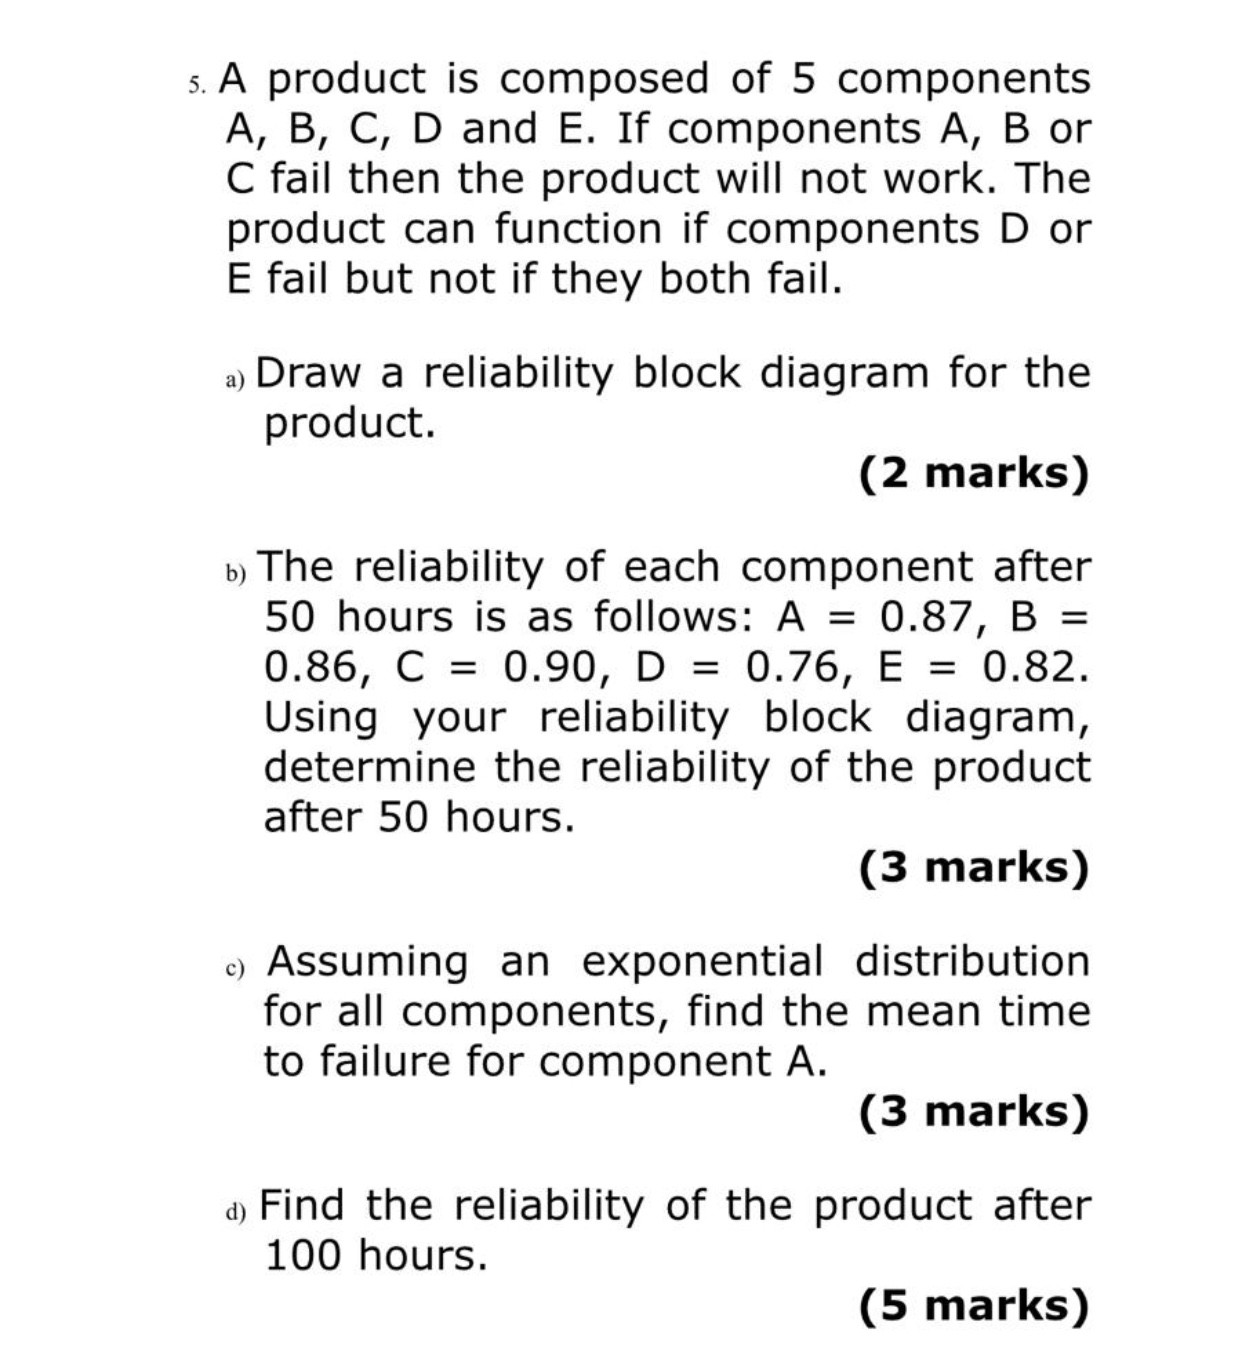 5. A product is composed of 5 components
A, B, C, D and E. If components A, B or
C fail then the product will not work. The
product can function if components D or
E fail but not if they both fail.
a) Draw a reliability block diagram for the
product.
(2 marks)
b) The reliability of each component after
50 hours is as follows: A = 0.87, B =
0.86, C = 0.90, D = 0.76, E = 0.82.
Using your reliability block diagram,
determine the reliability of the product
after 50 hours.
(3 marks)
c) Assuming an exponential distribution
for all components, find the mean time
to failure for component A.
(3 marks)
d) Find the reliability of the product after
100 hours.
(5 marks)